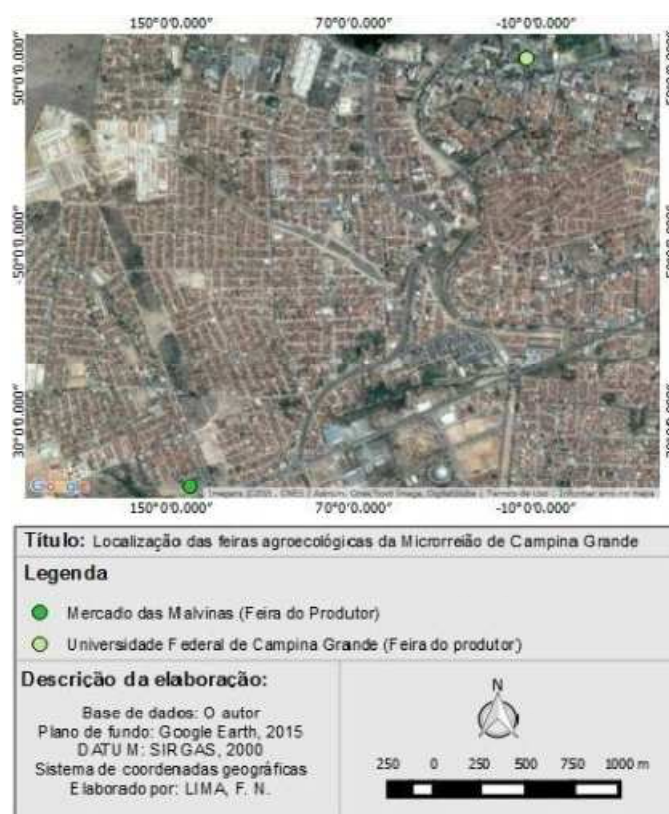 150°0'0.000" 70°0'0.000" -10°0'0.000"
50°0'0.000"
-50°0'0.000"
30°0'0.000"
Google
150°0'0.000" 70°0'0.000" -10°0'0.000"
Título: Localização das feiras agroecológicas da Microrreião de Campina Grande
Legenda
Mercado das Malvinas (Feira do Produtor)
Universidade Federal de Campina Grande (Feira do produtor)
Descrição da elaboração:
Base de dados: O autor
Plano de fundo: Google Earth, 2015
DATUM: SIRGAS, 2000
Sistema de coordenadas geográficas
Elaborado por: LIMA, F. N.
N
250 0 250 500 750 1000 m